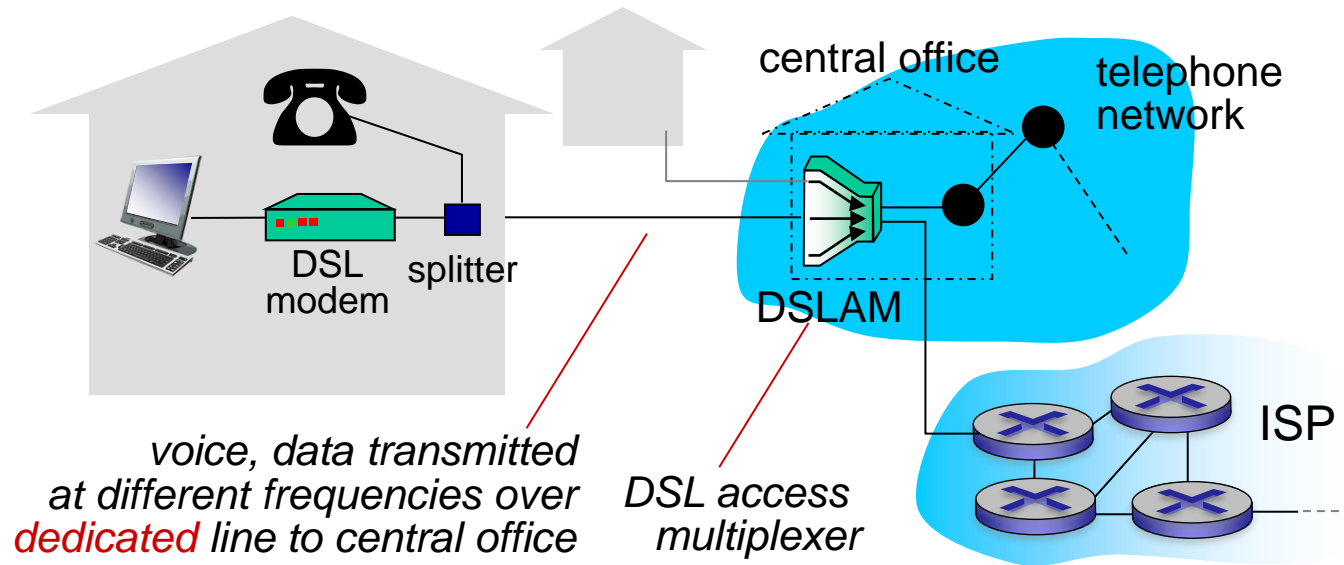 central office
telephone
network
DSL
modem
splitter
DSLAM
ISP
voice, data transmitted
at different frequencies over
dedicated line to central office
DSL access
multiplexer